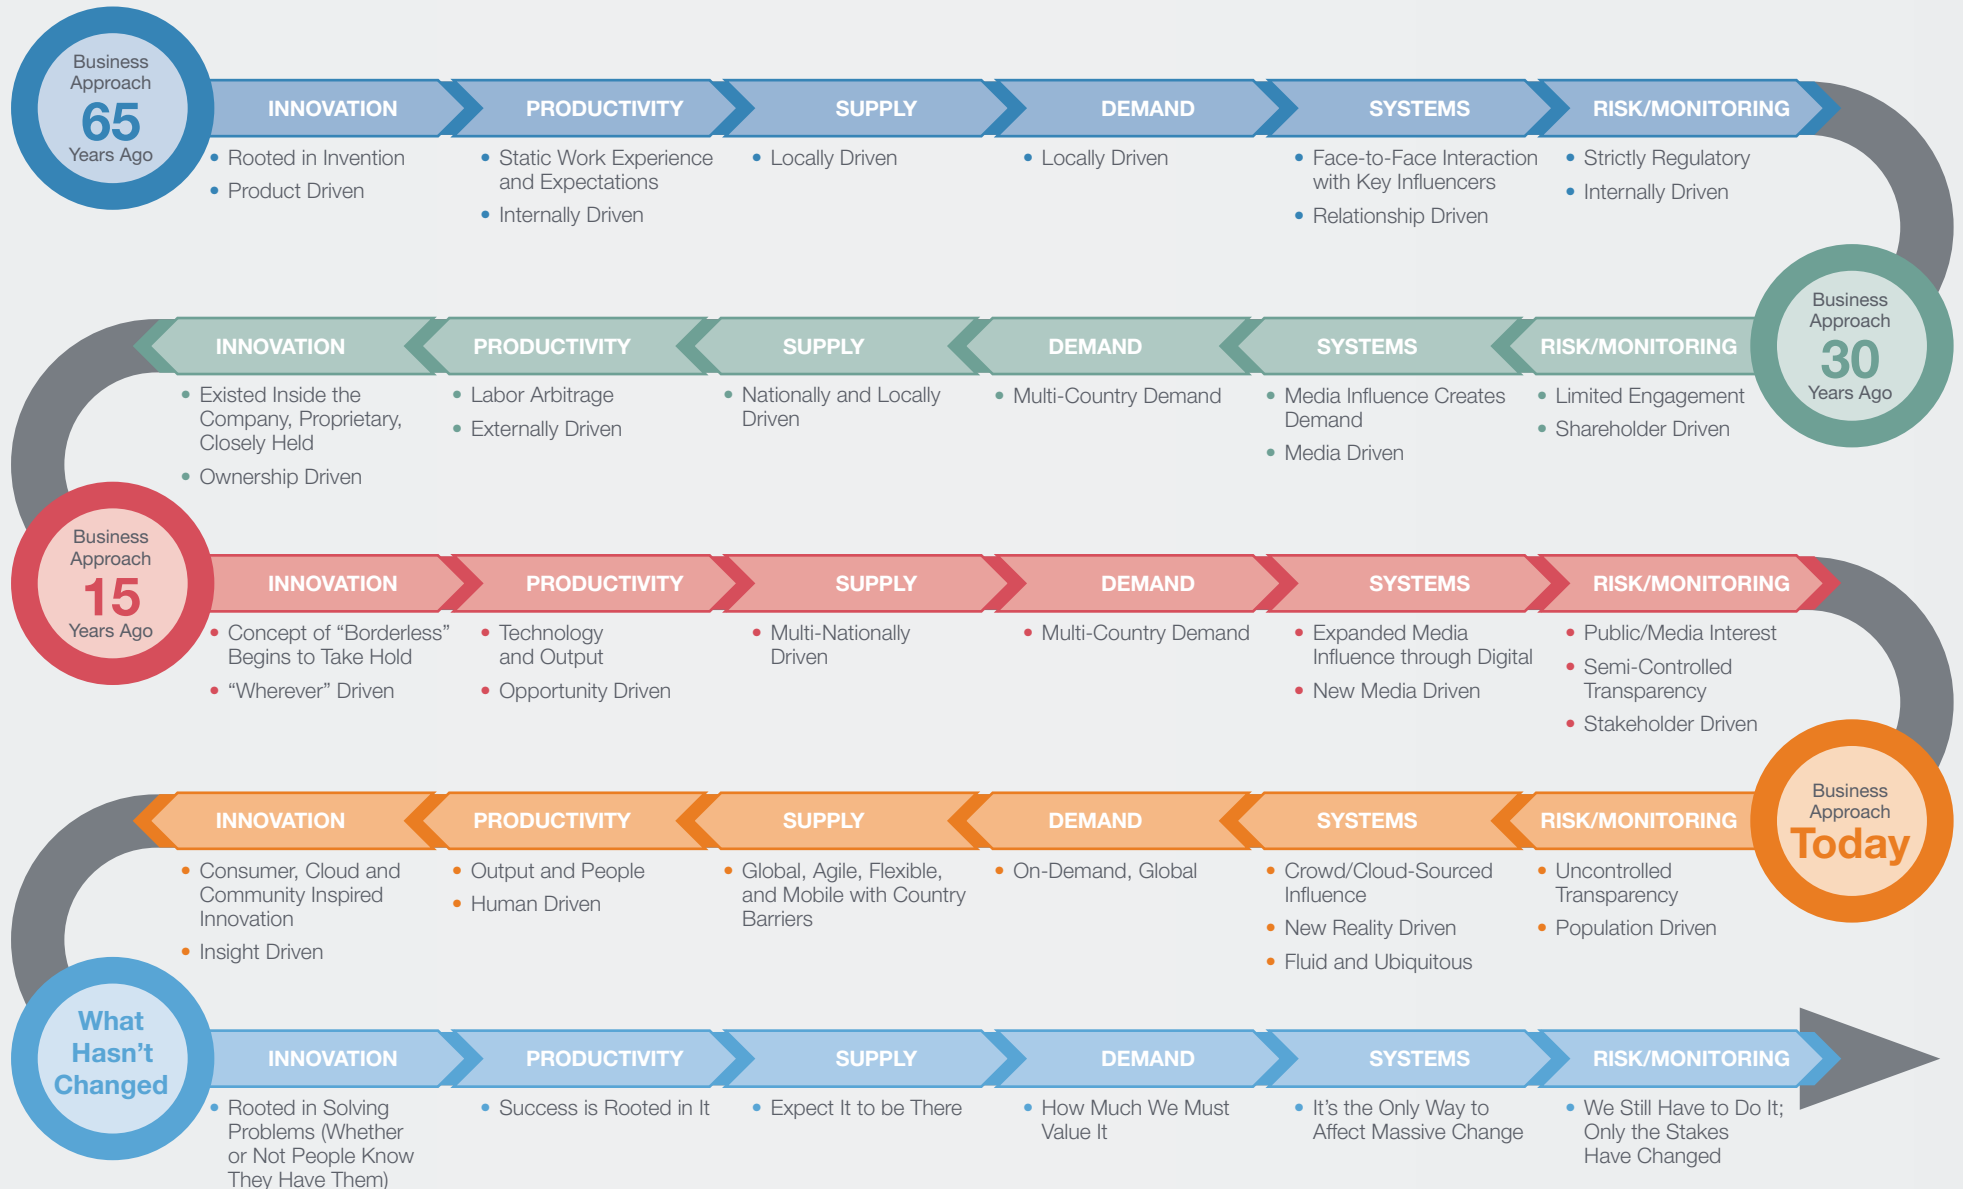 Business
Approach
65
Years Ago
INNOVATION
PRODUCTIVITY
SUPPLY
DEMAND
SYSTEMS
RISK/MONITORING
• Rooted in Invention
• Product Driven
• Static Work Experience
and Expectations
• Internally Driven
• Locally Driven
• Locally Driven
• Face-to-Face Interaction
with Key Influencers
• Relationship Driven
• Strictly Regulatory
• Internally Driven
Business
Approach
30
Years Ago
INNOVATION
PRODUCTIVITY
SUPPLY
DEMAND
SYSTEMS
RISK/MONITORING
• Existed Inside the
Company, Proprietary,
Closely Held
• Ownership Driven
• Labor Arbitrage
• Externally Driven
• Nationally and Locally
Driven
• Multi-Country Demand
• Media Influence Creates
Demand
• Media Driven
• Limited Engagement
• Shareholder Driven
Business
Approach
15
Years Ago
INNOVATION
PRODUCTIVITY
SUPPLY
DEMAND
SYSTEMS
RISK/MONITORING
• Concept of “Borderless”
Begins to Take Hold
• “Wherever” Driven
• Technology
and Output
• Opportunity Driven
• Multi-Nationally
Driven
• Multi-Country Demand
• Expanded Media
Influence through Digital
• New Media Driven
• Public/Media Interest
• Semi-Controlled
Transparency
• Stakeholder Driven
Business
Approach
Today
INNOVATION
PRODUCTIVITY
SUPPLY
DEMAND
SYSTEMS
RISK/MONITORING
• Consumer, Cloud and
Community Inspired
Innovation
• Insight Driven
• Output and People
• Human Driven
• Global, Agile, Flexible,
and Mobile with Country
Barriers
• On-Demand, Global
• Crowd/Cloud-Sourced
Influence
• New Reality Driven
• Fluid and Ubiquitous
• Uncontrolled
Transparency
• Population Driven
What
Hasn’t
Changed
INNOVATION
PRODUCTIVITY
SUPPLY
DEMAND
SYSTEMS
RISK/MONITORING
• Rooted in Solving
Problems (Whether
or Not People Know
They Have Them)
• Success is Rooted in It
• Expect It to be There
• How Much We Must
Value It
• It’s the Only Way to
Affect Massive Change
• We Still Have to Do It;
Only the Stakes
Have Changed